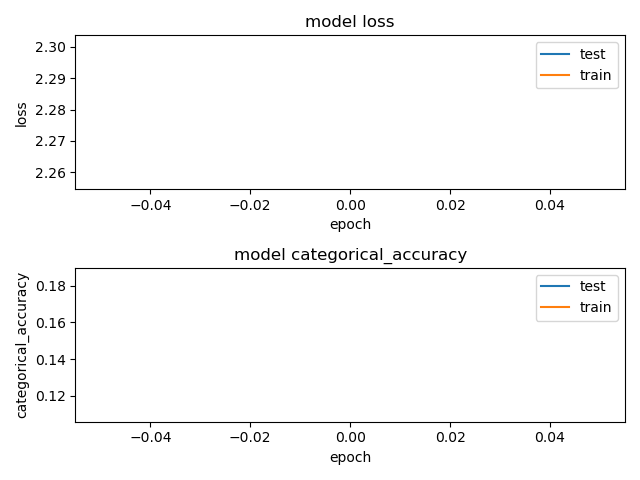 model loss
2.30
2.29
2.28
2.27
2.26
loss
test
train
−0.04 −0.02 0.00 0.02 0.04
epoch
model categorical_accuracy
0.18
0.16
0.14
0.12
categorical_accuracy
test
train
−0.04 −0.02 0.00 0.02 0.04
epoch